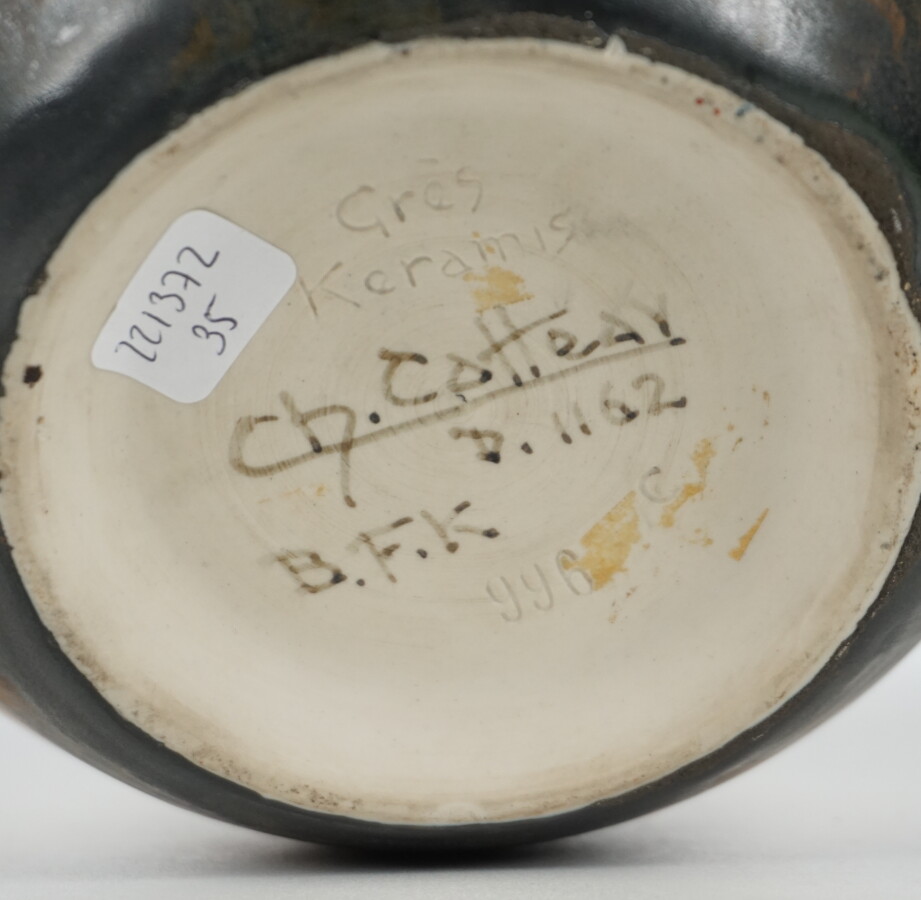 Grès
Keramis
Ch. Catteau
D. 1162
B.F.K.
996 C
221372
35